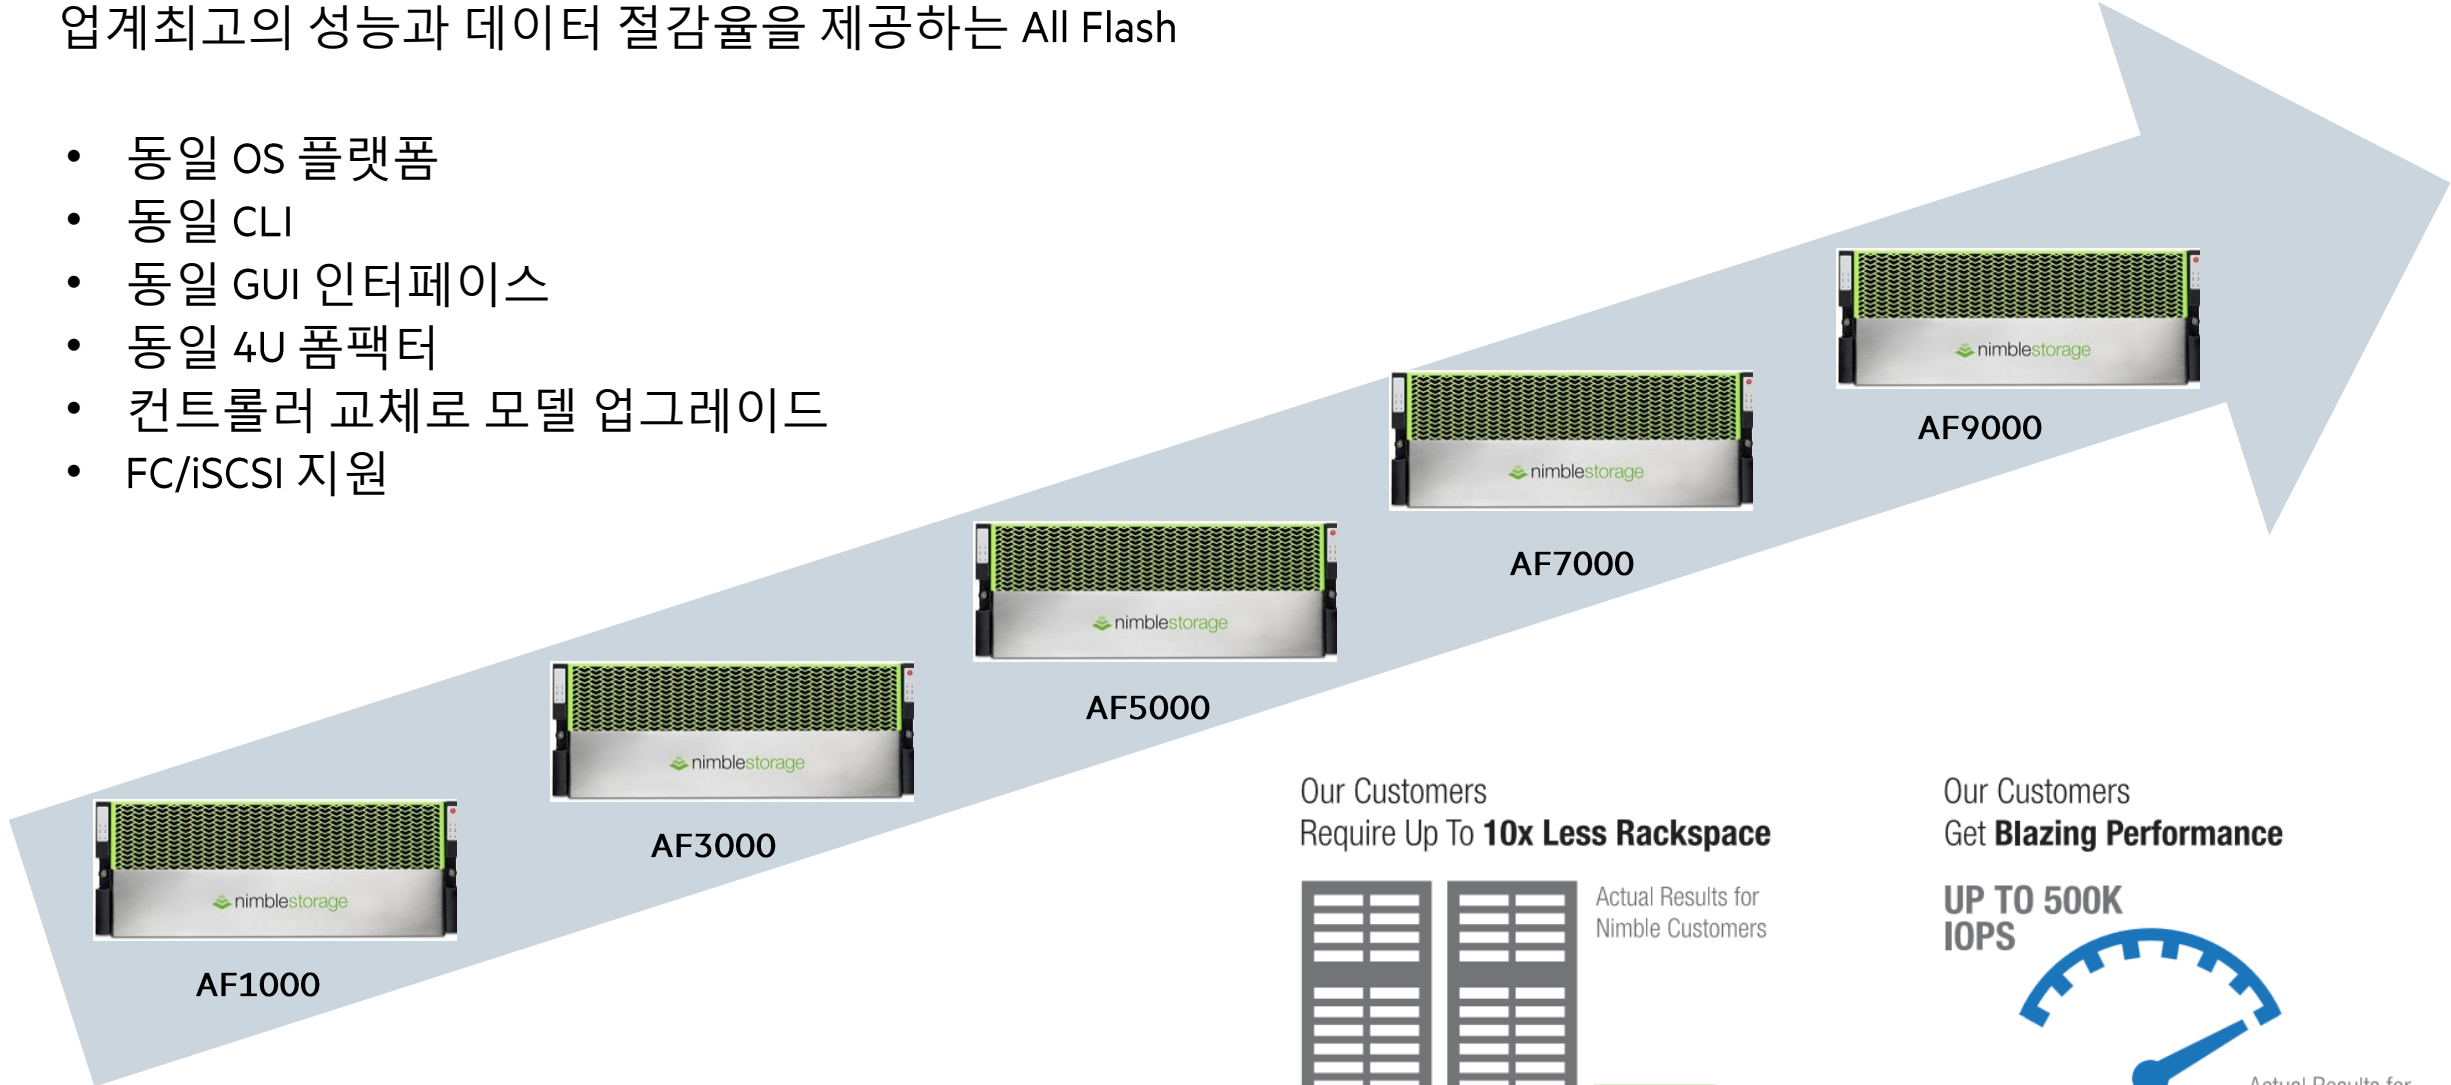 업계최고의 성능과 데이터 절감율을 제공하는 All Flash
• 동일 OS 플랫폼
• 동일 CLI
• 동일 GUI 인터페이스
• 동일 4U 폼팩터
• 컨트롤러 교체로 모델 업그레이드
• FC/iSCSI 지원
nimblestorage
AF9000
nimblestorage
AF7000
nimblestorage
AF5000
nimblestorage
AF3000
nimblestorage
AF1000
Our Customers
Require Up To 10x Less Rackspace
Actual Results for
Nimble Customers
Our Customers
Get Blazing Performance
UP TO 500K
IOPS
Actual Results for